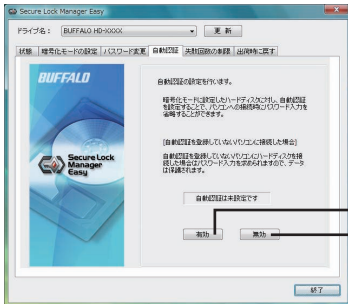 Secure Lock Manager Easy
ドライブ名： BUFFALO HD-XXXX 更 新
状態 暗号化モードの設定 パスワード変更 自動認証 失敗回数の制限 出荷時に戻す
BUFFALO
Secure Lock
Manager
Easy
自動認証の設定を行います。
暗号化モードに設定したハードディスクに対し、自動認証
を設定することで、パソコンへの接続時にパスワード入力を
省略することができます。
[自動認証を登録していないパソコンに接続した場合]
自動認証を登録していないパソコンにハードディスクを接
続した場合はパスワード入力を求められますので、データ
は保護されます。
自動認証は未設定です
有効 無効
終了